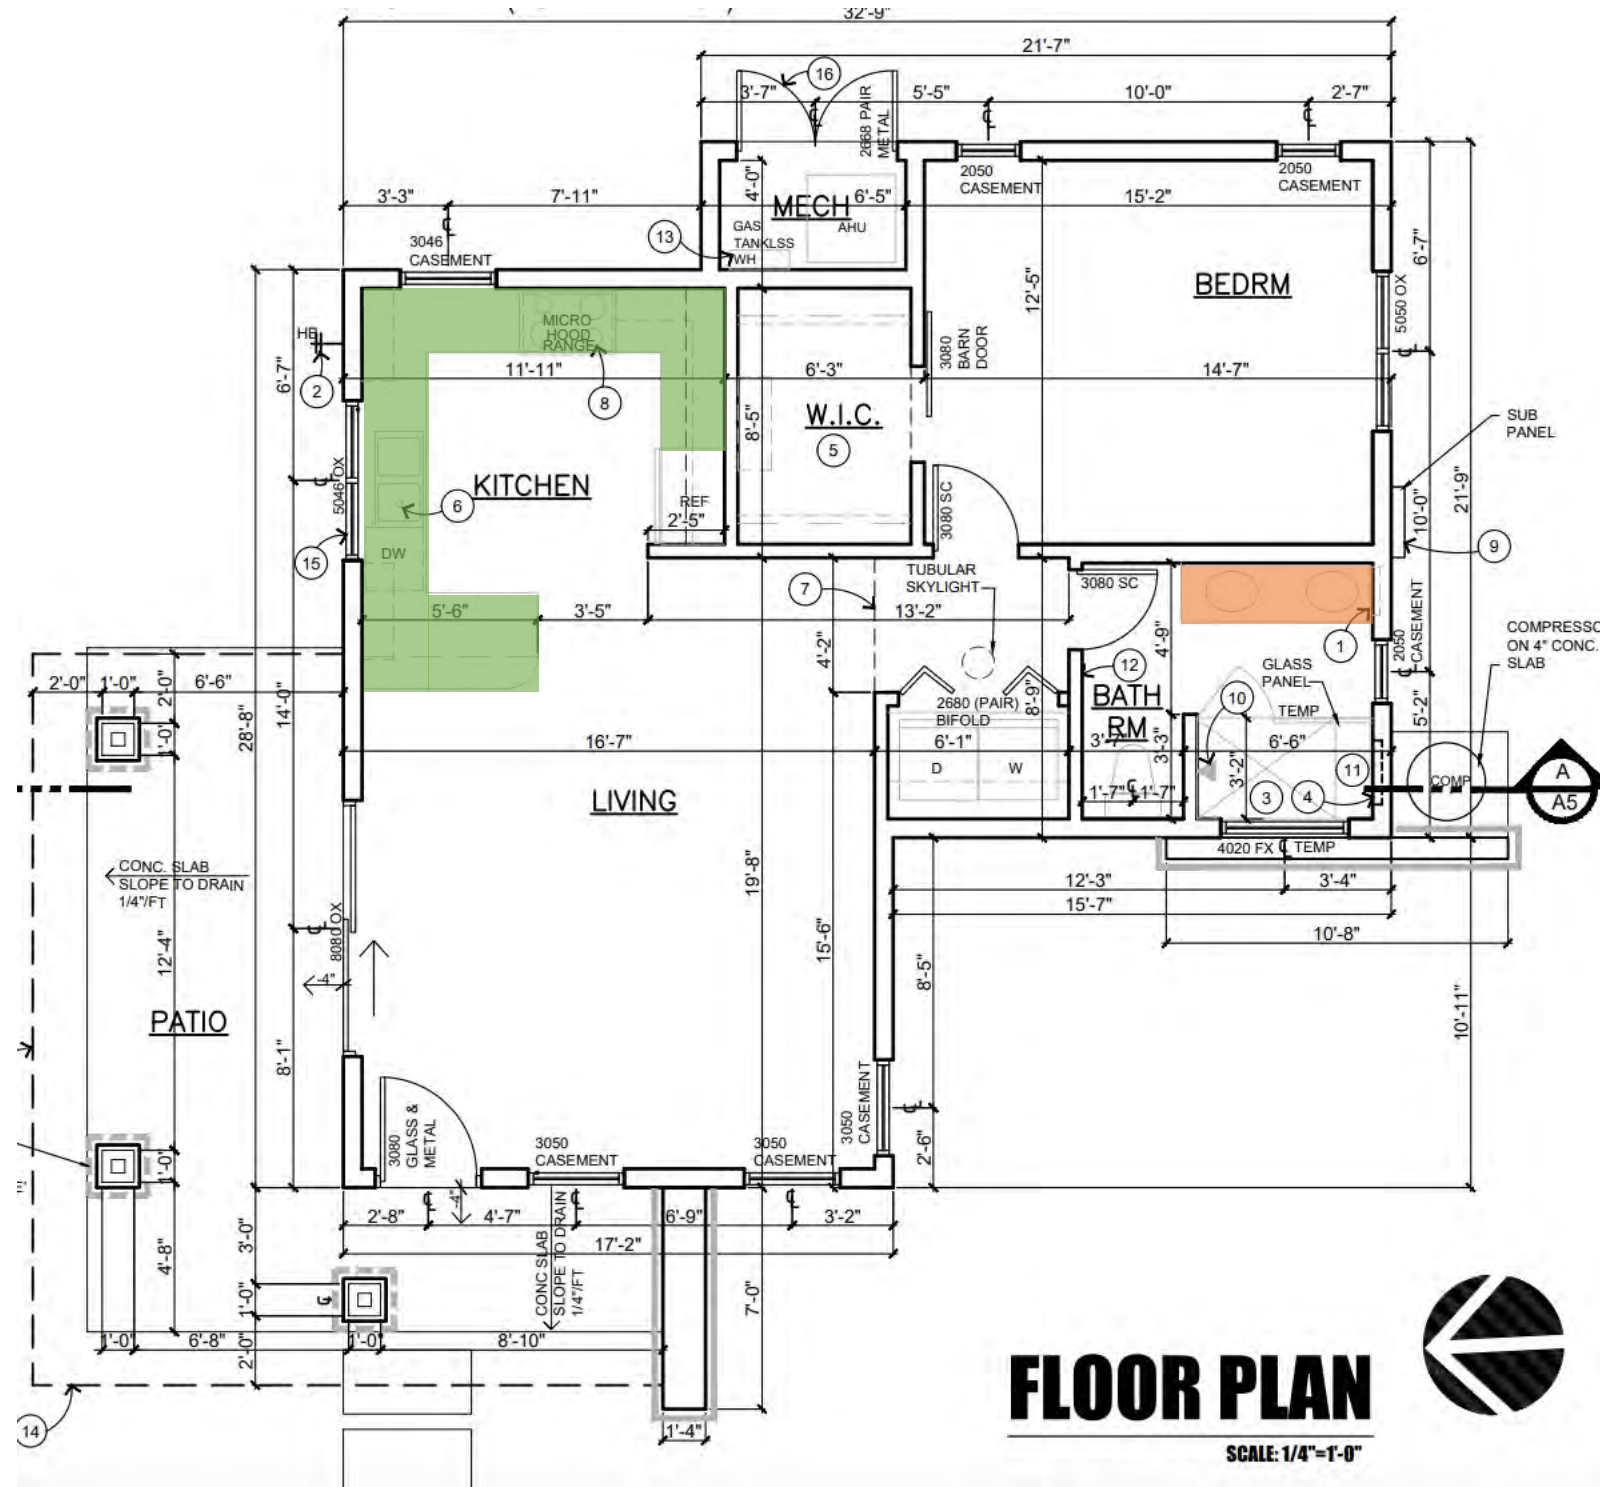 32'-9"
21'-7"
16
3'-7"
5'-5"
10'-0"
2'-7"
2668 PAIR
METAL
2050
CASEMENT
2050
CASEMENT
3'-3"
7'-11"
4'-0"
6'-5"
15'-2"
MECH
GAS
TANKLSS
WH
AHU
13
3046
CASEMENT
6'-7"
BEDRM
12'-5"
5050 OX
HB
2
6'-7"
MICRO
HOOD
RANGE
11'-11"
8
6'-3"
3080
BARN
DOOR
14'-7"
W.I.C.
5
8'-5"
SUB
PANEL
KITCHEN
6
5046 OX
15
DW
REF
2'-5"
3080 SC
10'-0"
21'-9"
9
TUBULAR
SKYLIGHT
7
3080 SC
5'-6"
3'-5"
13'-2"
4'-2"
4'-9"
1
2050
CASEMENT
COMPRESSO
ON 4" CONC.
SLAB
12
GLASS
PANEL
TEMP
10
BATH
RM
2680 (PAIR)
BIFOLD
8'-9"
5'-2"
2'-0"
1'-0"
6'-6"
2'-0"
1'-0"
28'-8"
14'-0"
16'-7"
6'-1"
3'-7"
3'-3"
3'-2"
6'-6"
D
W
11
COMP
A
A5
1'-7"
1'-7"
3
4
LIVING
4020 FX
TEMP
CONC. SLAB
SLOPE TO DRAIN
1/4"/FT
19'-8"
12'-3"
3'-4"
15'-7"
10'-8"
8080 OX
12'-4"
15'-6"
8'-5"
4"
10'-11"
PATIO
8'-1"
3080
GLASS &
METAL
3050
CASEMENT
3050
CASEMENT
3050
CASEMENT
2'-6"
1'-0"
2'-8"
4"
4'-7"
6'-9"
3'-2"
17'-2"
4'-8"
3'-0"
1'-0"
2'-0"
CONC SLAB
SLOPE TO DRAIN
1/4"/FT
7'-0"
1'-0"
6'-8"
1'-0"
8'-10"
14
1'-4"
FLOOR PLAN
SCALE: 1/4"=1'-0"